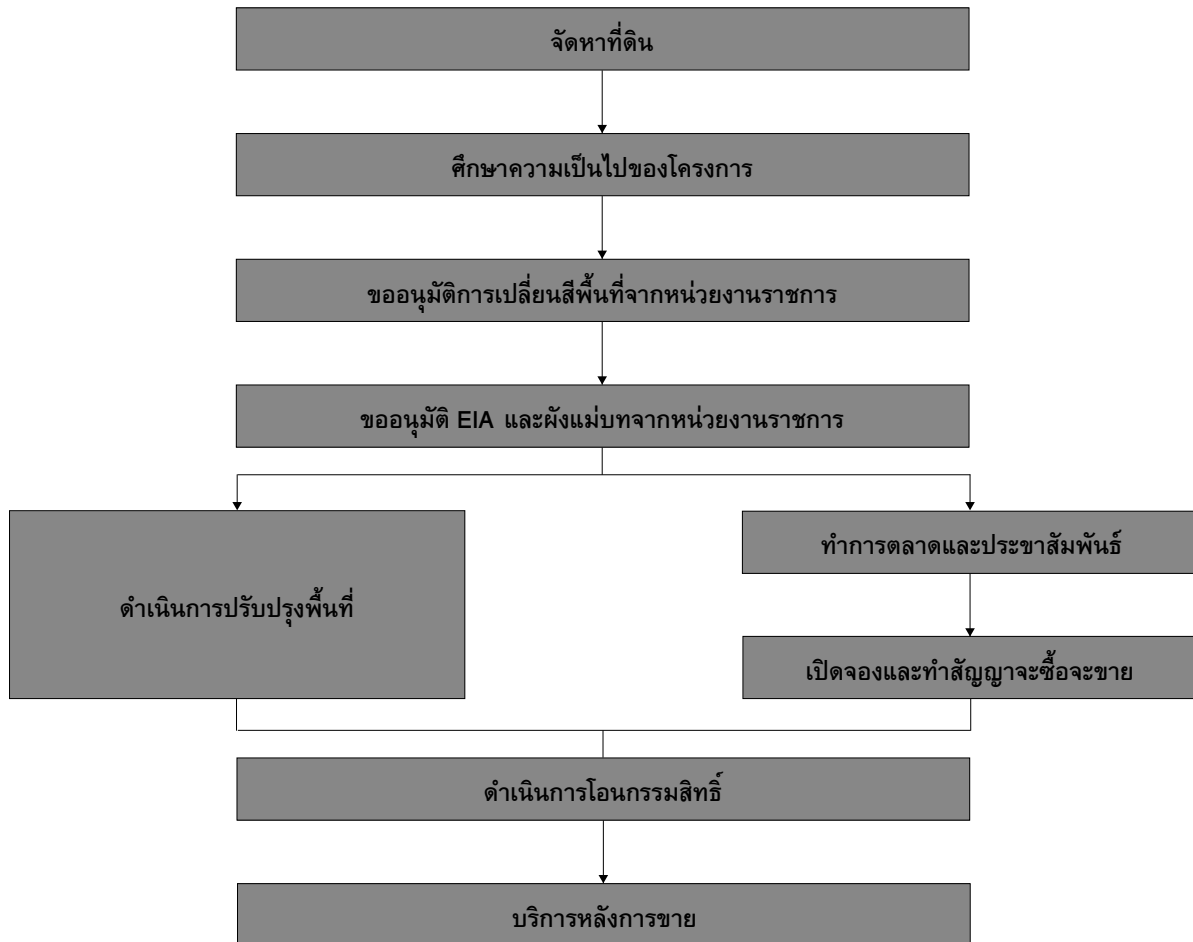 จัดหาที่ดิน
ศึกษาความเป็นไปของโครงการ
ขออนุมัติการเปลี่ยนสีพื้นที่จากหน่วยงานราชการ
ขออนุมัติ EIA และผังแม่บทจากหน่วยงานราชการ
ดำเนินการปรับปรุงพื้นที่
ทำการตลาดและประขาสัมพันธ์
เปิดจองและทำสัญญาจะซื้อจะขาย
ดำเนินการโอนกรรมสิทธิ์
บริการหลังการขาย